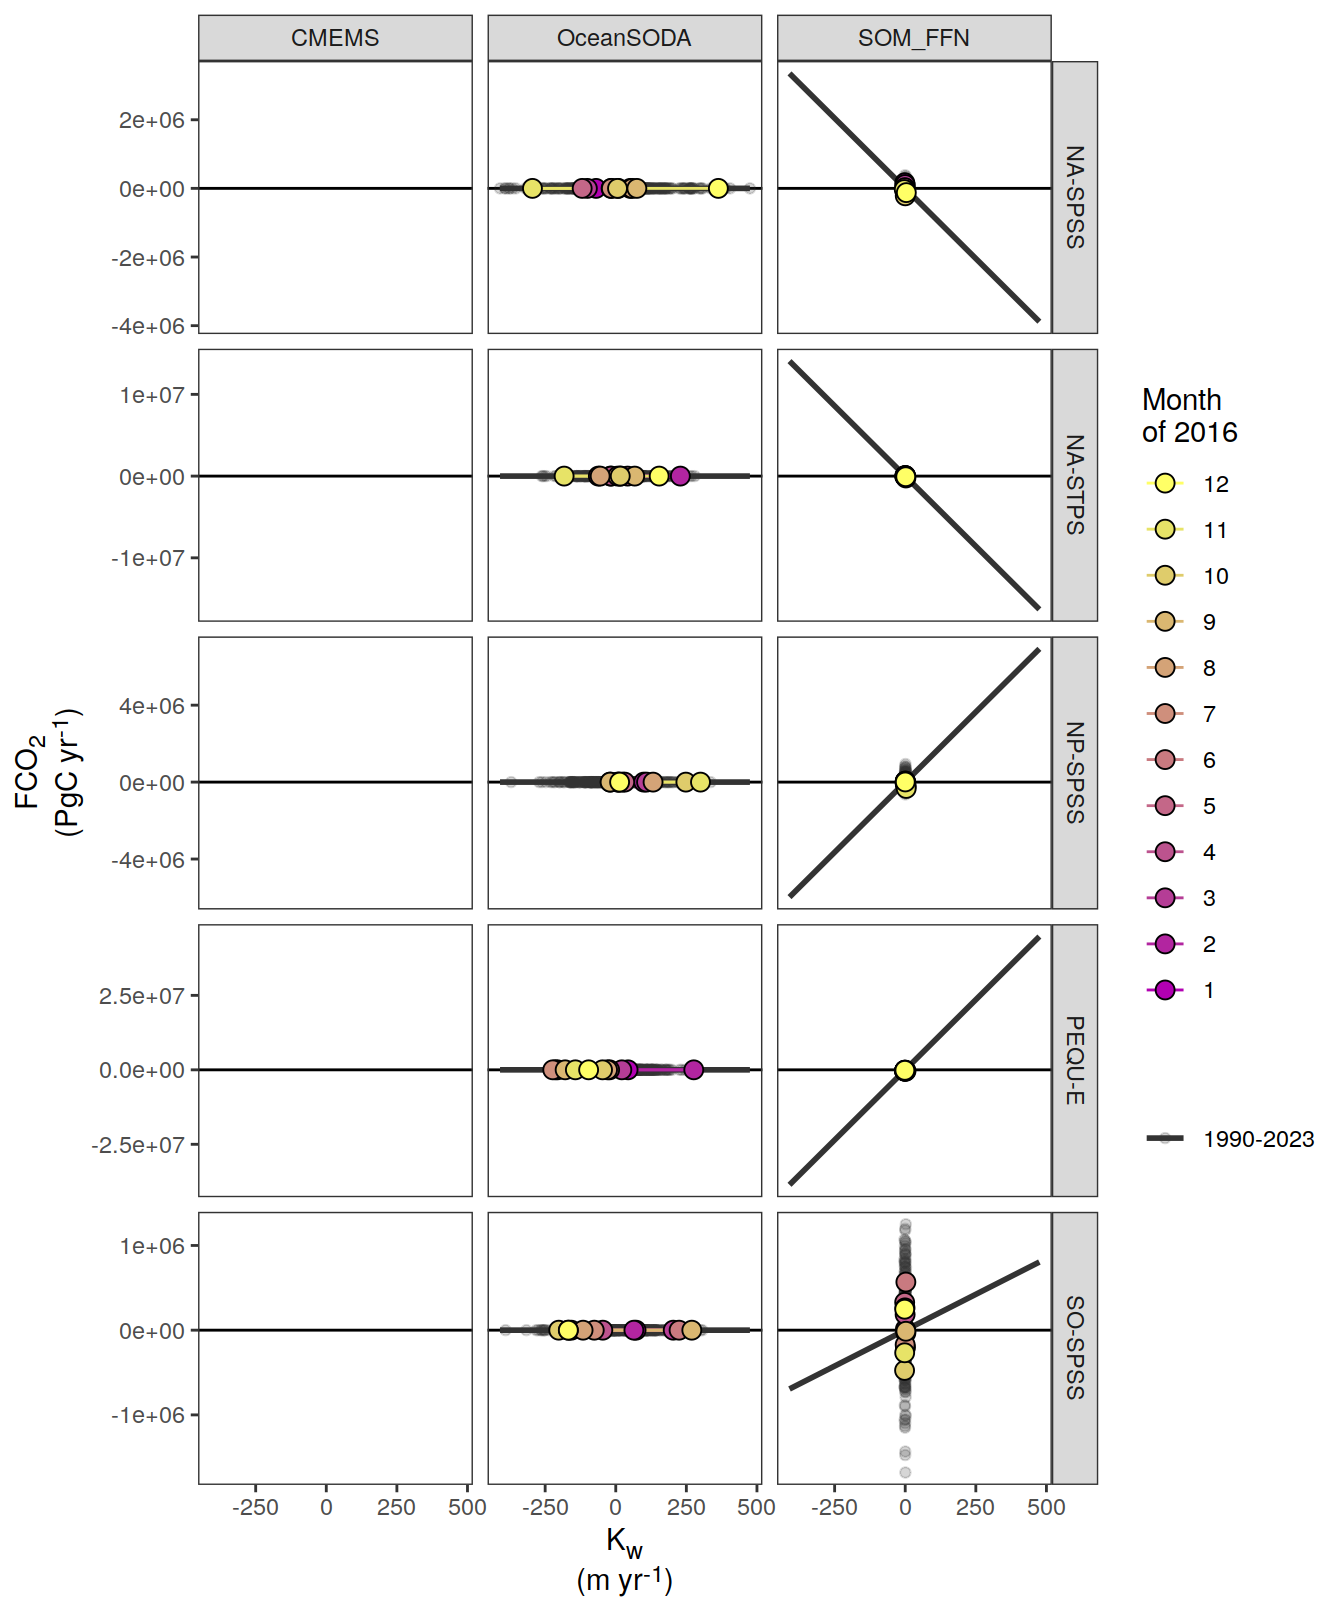 CMEMS OceanSODA SOM_FFN
2e+06
0e+00
-2e+06
-4e+06
NA-SPSS
1e+07
0e+00
-1e+07
NA-STPS
4e+06
0e+00
-4e+06
NP-SPSS
2.5e+07
0.0e+00
-2.5e+07
PEQU-E
1e+06
0e+00
-1e+06
SO-SPSS
FCO2
(PgC yr-1)
-250 0 250 500 -250 0 250 500 -250 0 250 500
Kw
(m yr-1)
Month
of 2016
12
11
10
9
8
7
6
5
4
3
2
1
1990-2023